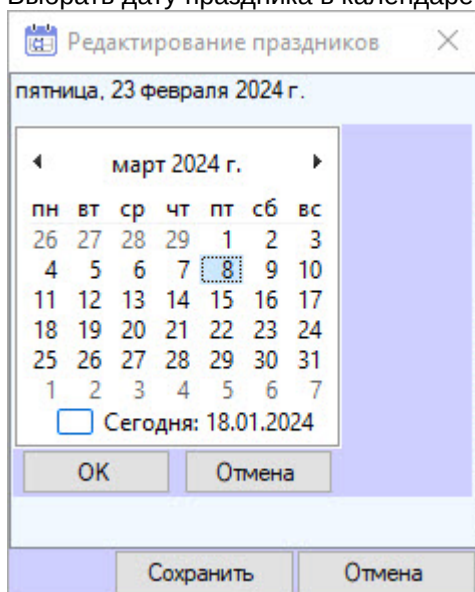 Выбрать дату праздника в календаре
Редактирование праздников
пятница, 23 февраля 2024 г.
март 2024 г.
пн вт ср чт пт сб вс
26 27 28 29 1 2 3
4 5 6 7 8 9 10
11 12 13 14 15 16 17
18 19 20 21 22 23 24
25 26 27 28 29 30 31
1 2 3 4 5 6 7
Сегодня: 18.01.2024
ОК Отмена
Сохранить Отмена